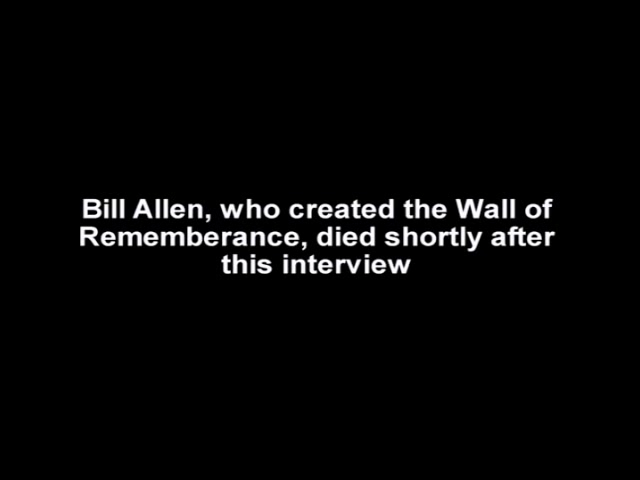 Bill Allen, who created the Wall of
Rememberance, died shortly after
this interview